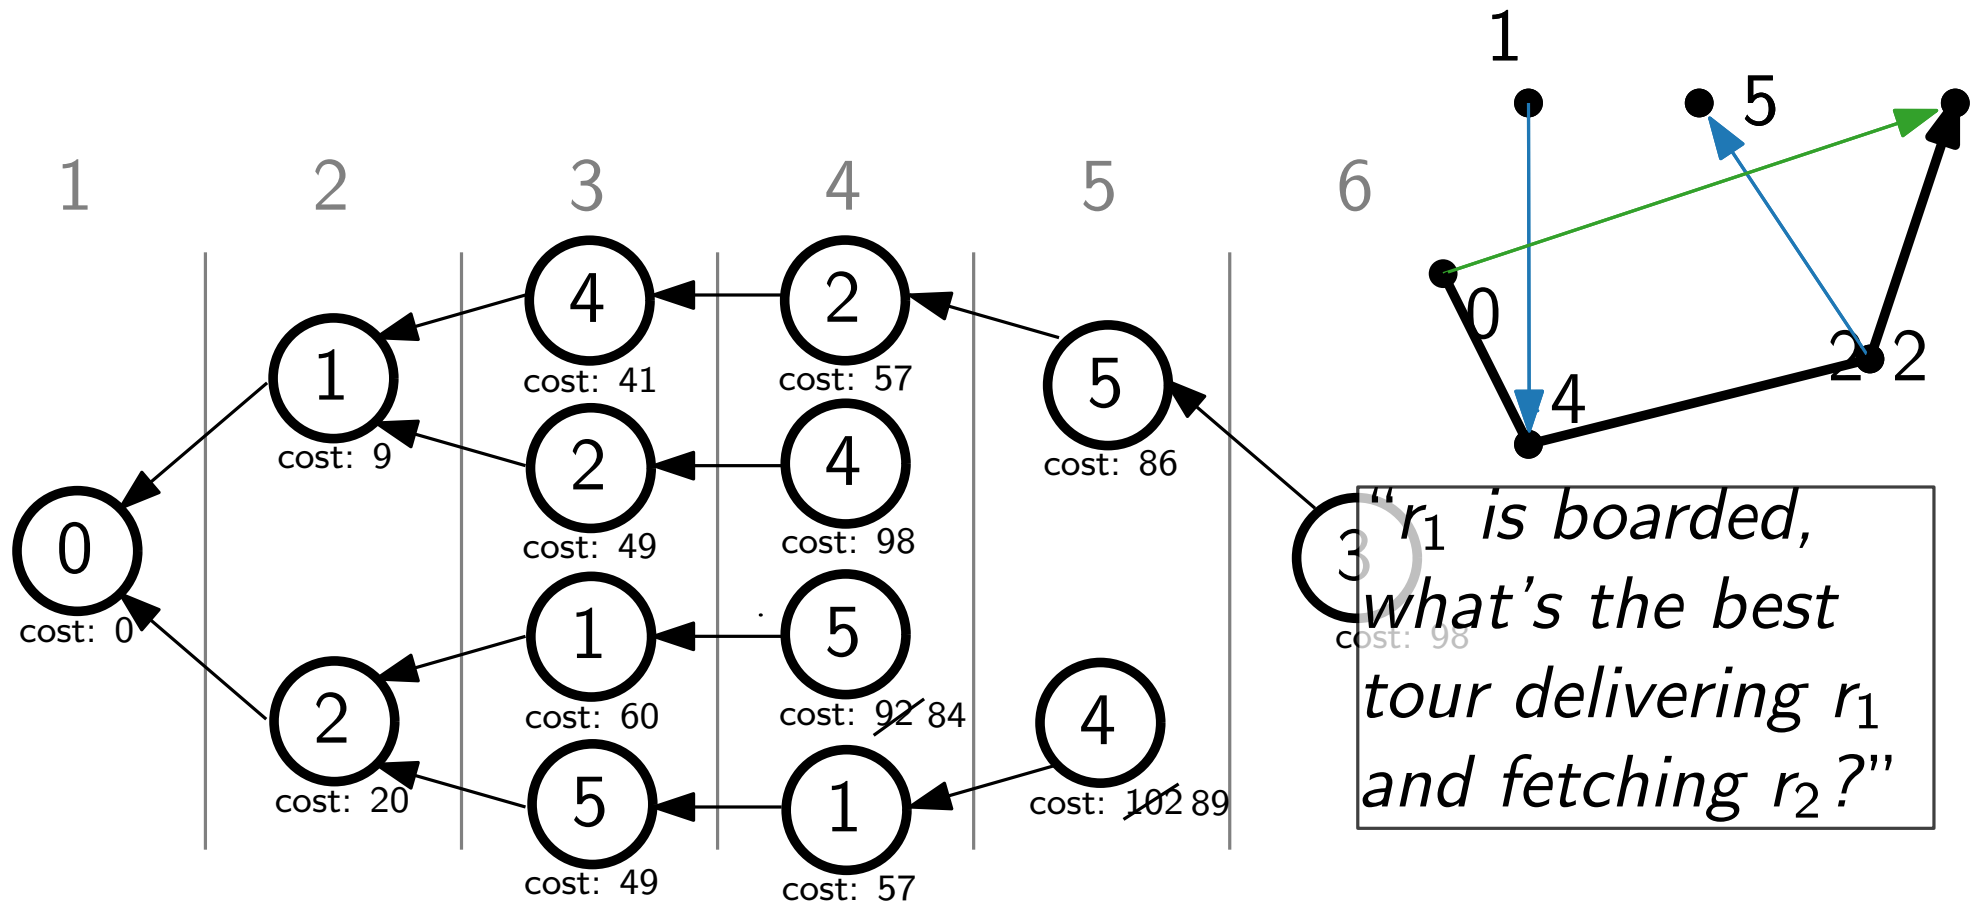 1 2 3 4 5 6
0
cost: 0
1
cost: 9
2
cost: 20
4
cost: 41
2
cost: 49
1
cost: 60
5
cost: 49
2
cost: 57
4
cost: 98
5
cost: 92 84
1
cost: 57
5
cost: 86
4
cost: 102 89
3
cost: 98
1
5
0
4
2 2
“r1 is boarded,
what’s the best
tour delivering r1
and fetching r2?”